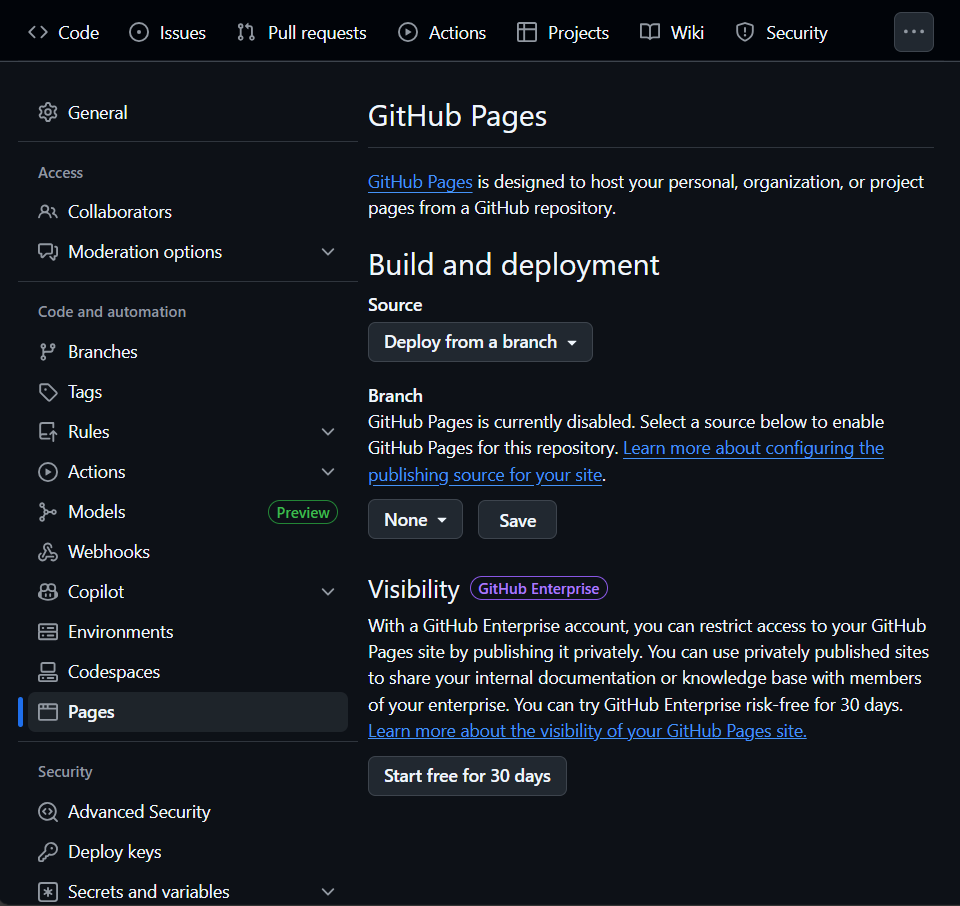 Code Issues Pull requests Actions Projects Wiki Security
General
Access
Collaborators
Moderation options
Code and automation
Branches
Tags
Rules
Actions
Models Preview
Webhooks
Copilot
Environments
Codespaces
Pages
Security
Advanced Security
Deploy keys
Secrets and variables
GitHub Pages
GitHub Pages is designed to host your personal, organization, or project
pages from a GitHub repository.
Build and deployment
Source
Deploy from a branch
Branch
GitHub Pages is currently disabled. Select a source below to enable
GitHub Pages for this repository. Learn more about configuring the
publishing source for your site.
None Save
Visibility GitHub Enterprise
With a GitHub Enterprise account, you can restrict access to your GitHub
Pages site by publishing it privately. You can use privately published sites
to share your internal documentation or knowledge base with members
of your enterprise. You can try GitHub Enterprise risk-free for 30 days.
Learn more about the visibility of your GitHub Pages site.
Start free for 30 days